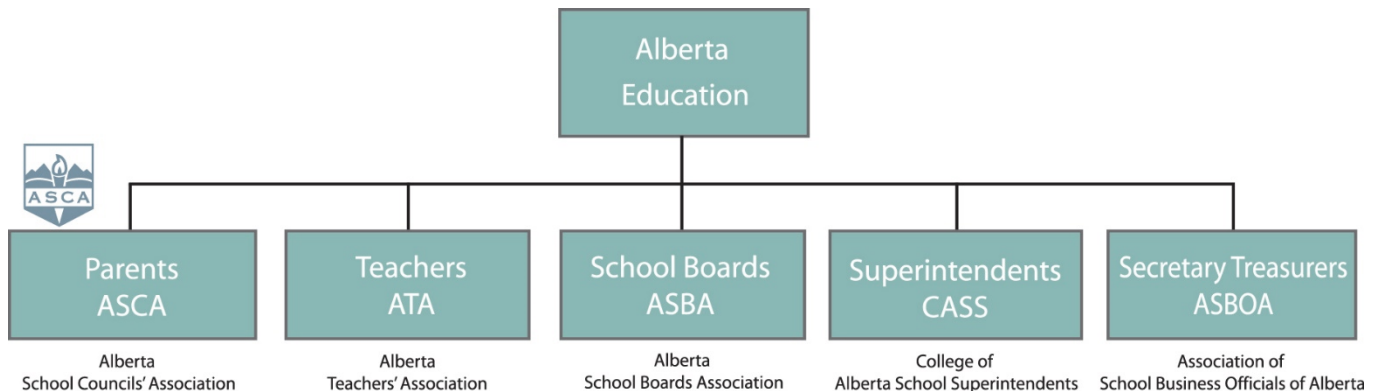 Alberta
Education
ASCA
Parents
ASCA
Teachers
ATA
School Boards
ASBA
Superintendents
CASS
Secretary Treasurers
ASBOA
Alberta
School Councils' Association
Alberta
Teachers' Association
Alberta
School Boards Association
College of
Alberta School Superintendents
Association of
School Business Officials of Alberta